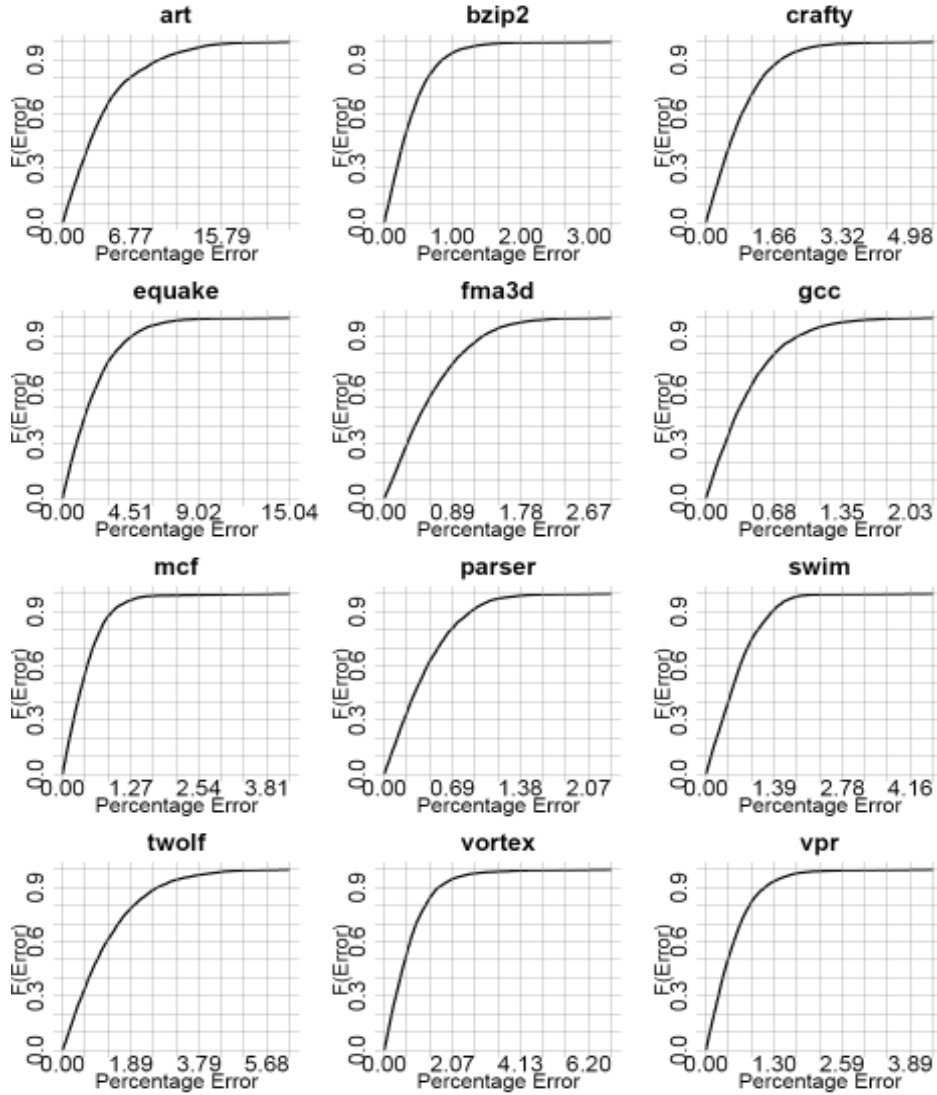 art
F(Error)
0.0 0.3 0.6 0.9
0.00 6.77 15.79
Percentage Error
bzip2
F(Error)
0.0 0.3 0.6 0.9
0.00 1.00 2.00 3.00
Percentage Error
crafty
F(Error)
0.0 0.3 0.6 0.9
0.00 1.66 3.32 4.98
Percentage Error
equake
F(Error)
0.0 0.3 0.6 0.9
0.00 4.51 9.02 15.04
Percentage Error
fma3d
F(Error)
0.0 0.3 0.6 0.9
0.00 0.89 1.78 2.67
Percentage Error
gcc
F(Error)
0.0 0.3 0.6 0.9
0.00 0.68 1.35 2.03
Percentage Error
mcf
F(Error)
0.0 0.3 0.6 0.9
0.00 1.27 2.54 3.81
Percentage Error
parser
F(Error)
0.0 0.3 0.6 0.9
0.00 0.69 1.38 2.07
Percentage Error
swim
F(Error)
0.0 0.3 0.6 0.9
0.00 1.39 2.78 4.16
Percentage Error
twolf
F(Error)
0.0 0.3 0.6 0.9
0.00 1.89 3.79 5.68
Percentage Error
vortex
F(Error)
0.0 0.3 0.6 0.9
0.00 2.07 4.13 6.20
Percentage Error
vpr
F(Error)
0.0 0.3 0.6 0.9
0.00 1.30 2.59 3.89
Percentage Error